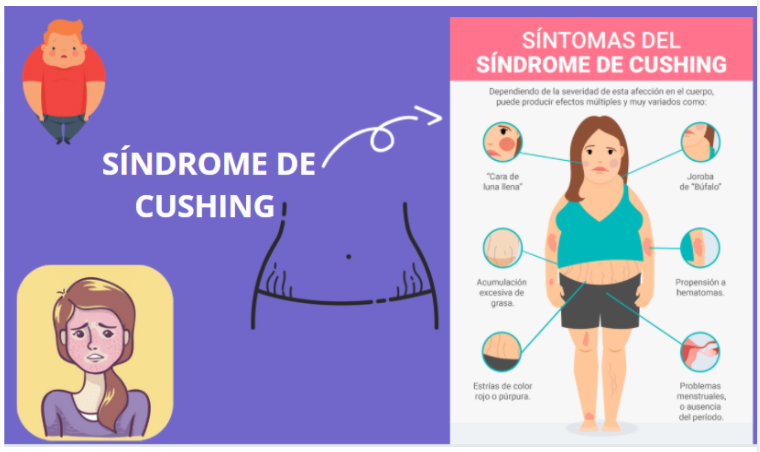 SÍNDROME DE
CUSHING
SÍNTOMAS DEL
SÍNDROME DE CUSHING
Dependiendo de la severidad de esta afección en el cuerpo,
puede producir efectos múltiples y muy variados como:
"Cara de
luna llena"
Joroba
de "Búfalo"
Acumulación
excesiva de
grasa.
Propensión a
hematomas.
Estrías de color
rojo o púrpura.
Problemas
menstruales,
o ausencia
del período.